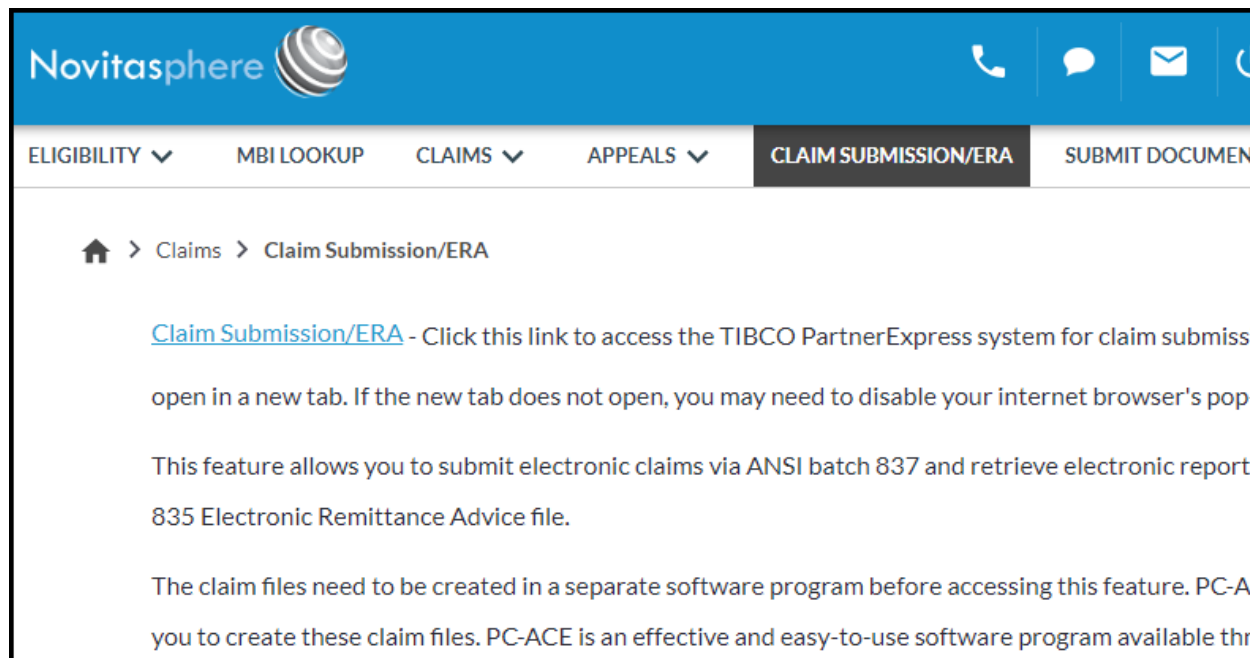 Novitasphere
ELIGIBILITY MBI LOOKUP CLAIMS APPEALS CLAIM SUBMISSION/ERA SUBMIT DOCUMEN
Claims > Claim Submission/ERA
Claim Submission/ERA - Click this link to access the TIBCO PartnerExpress system for claim submiss
open in a new tab. If the new tab does not open, you may need to disable your internet browser's pop
This feature allows you to submit electronic claims via ANSI batch 837 and retrieve electronic report
835 Electronic Remittance Advice file.
The claim files need to be created in a separate software program before accessing this feature. PC-A
you to create these claim files. PC-ACE is an effective and easy-to-use software program available thr